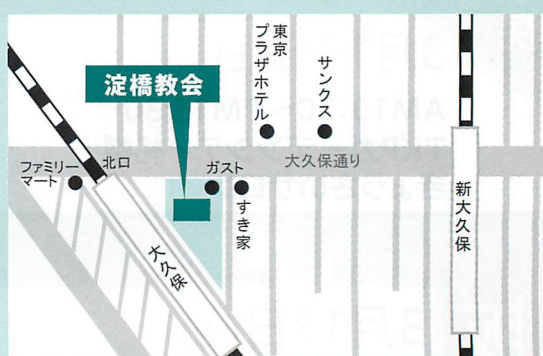 東京
プラザホテル
サンクス
淀橋教会
ファミリー
マート
北口
ガスト
大久保通り
すき家
新大久保
大久保